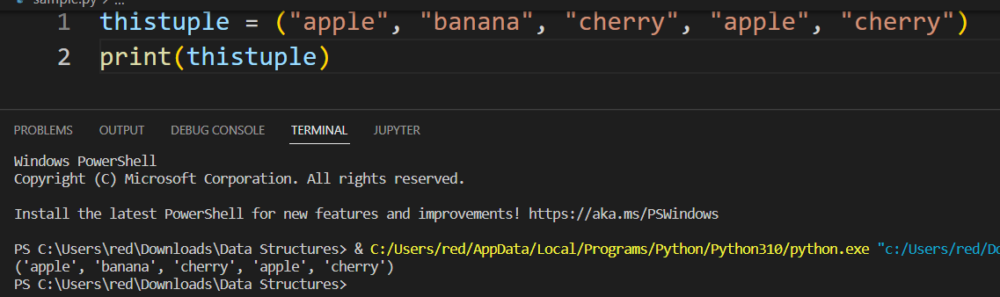 sample.py > ...
1 thistuple = ("apple", "banana", "cherry", "apple", "cherry")
2 print(thistuple)
PROBLEMS OUTPUT DEBUG CONSOLE TERMINAL JUPYTER
Windows PowerShell
Copyright (C) Microsoft Corporation. All rights reserved.
Install the latest PowerShell for new features and improvements! https://aka.ms/PSWindows
PS C:\Users\red\Downloads\Data Structures> & C:/Users/red/AppData/Local/Programs/Python/Python310/python.exe "c:/Users/red/Do
('apple', 'banana', 'cherry', 'apple', 'cherry')
PS C:\Users\red\Downloads\Data Structures>